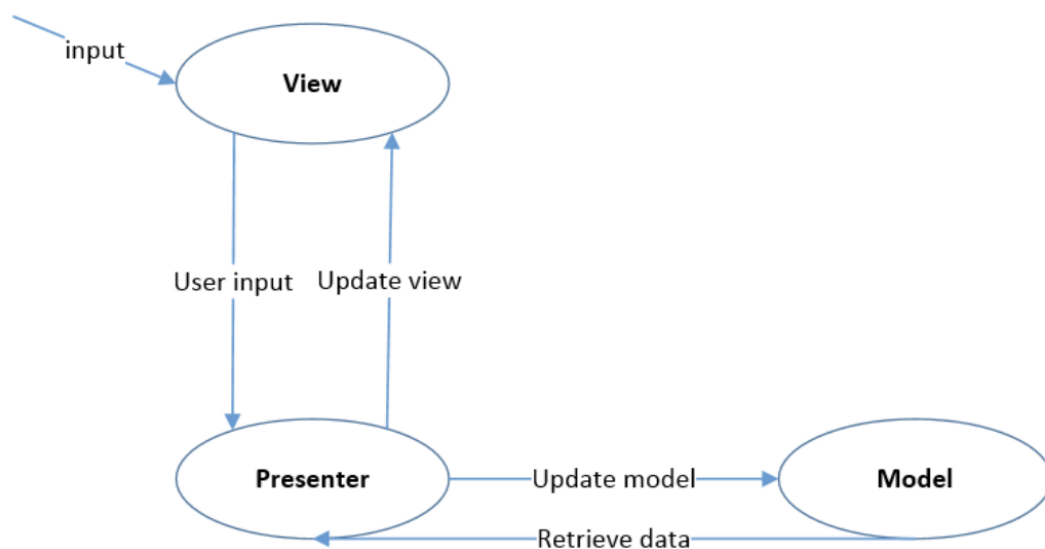 input
View
User input
Update view
Presenter
Update model
Model
Retrieve data